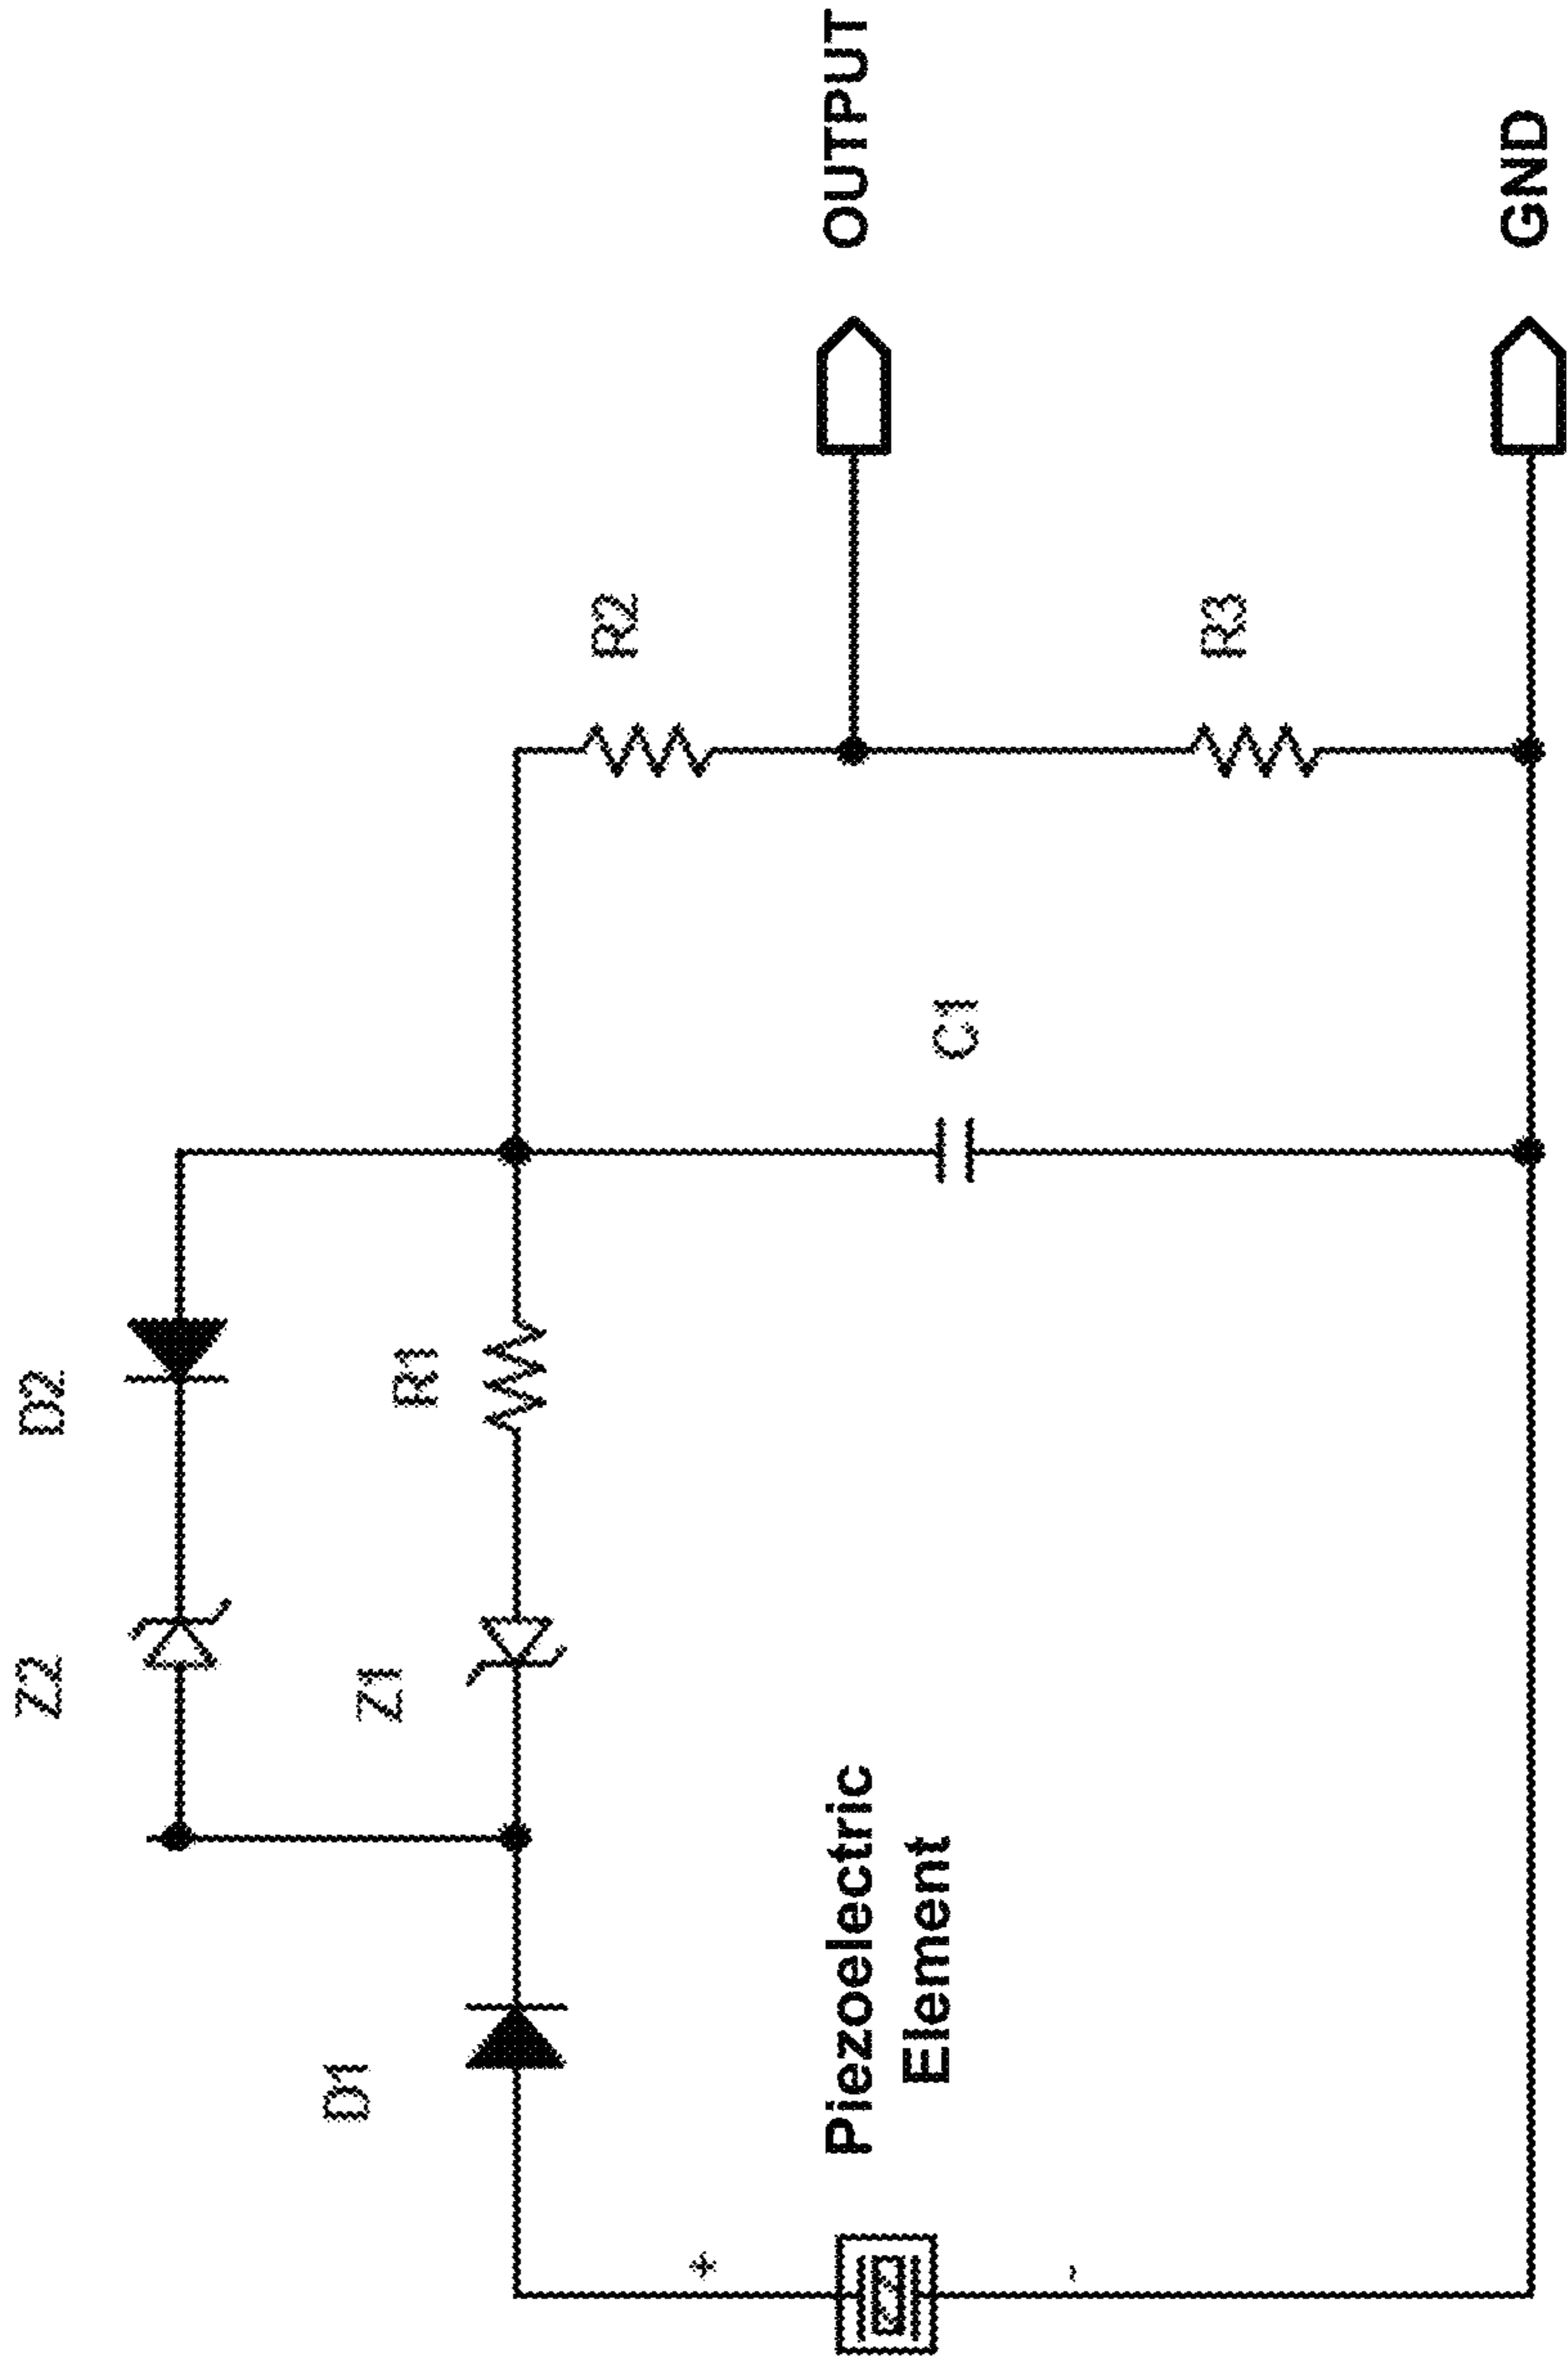 Z2
D2
D1
Z1
R1
R2
OUTPUT
+
Piezoelectric
Element
C1
R3
-
GND